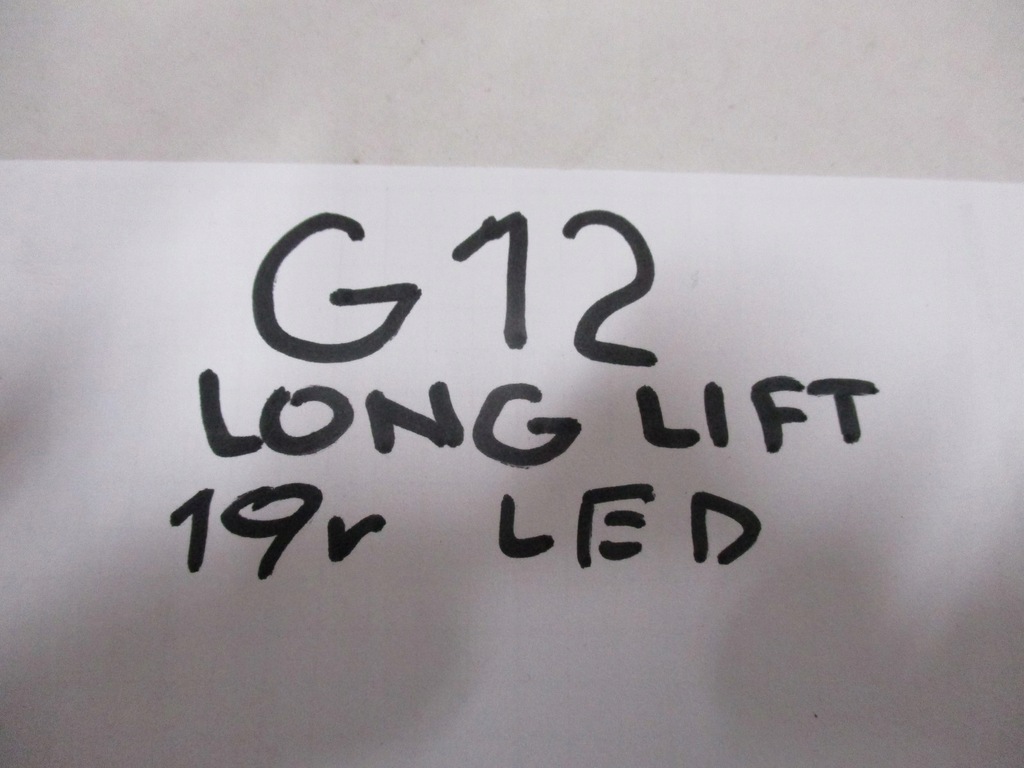 G12
LONG LIFT
19r LED